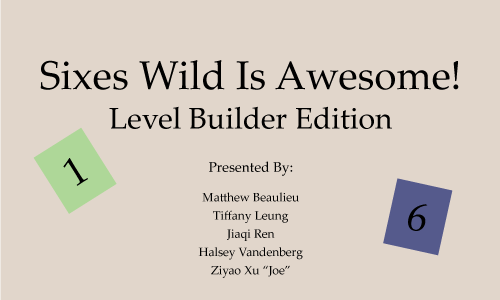 Sixes Wild Is Awesome!
Level Builder Edition
1
Presented By:
6
Matthew Beaulieu
Tiffany Leung
Jiaqi Ren
Halsey Vandenberg
Ziyao Xu “Joe”